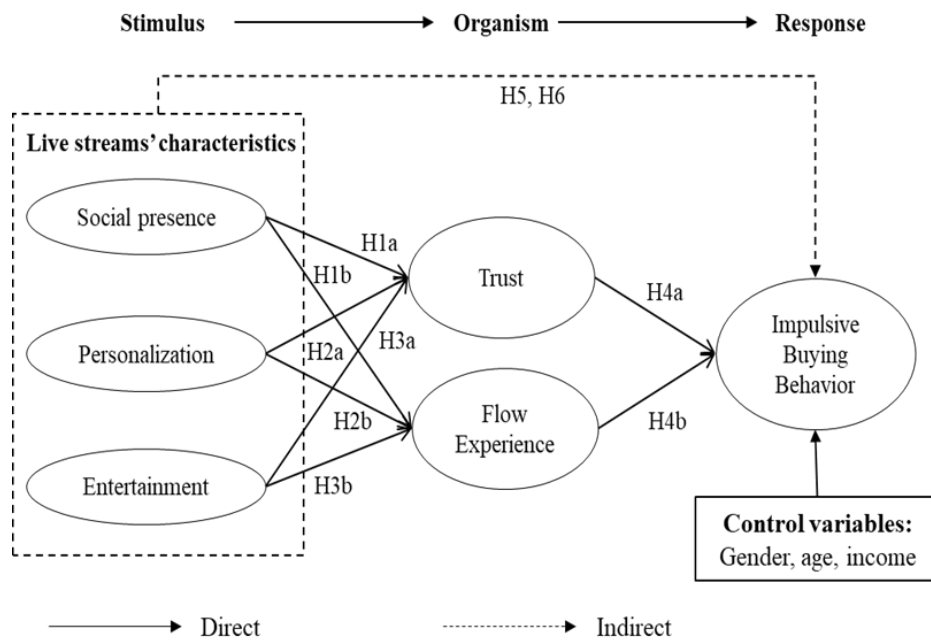 Stimulus
Organism
Response
H5, H6
Live streams' characteristics
Social presence
H1a
H1b
Trust
H4a
Personalization
H2a
H3a
Impulsive
Buying
Behavior
H2b
Flow
Experience
H4b
Entertainment
H3b
Control variables:
Gender, age, income
Direct
Indirect